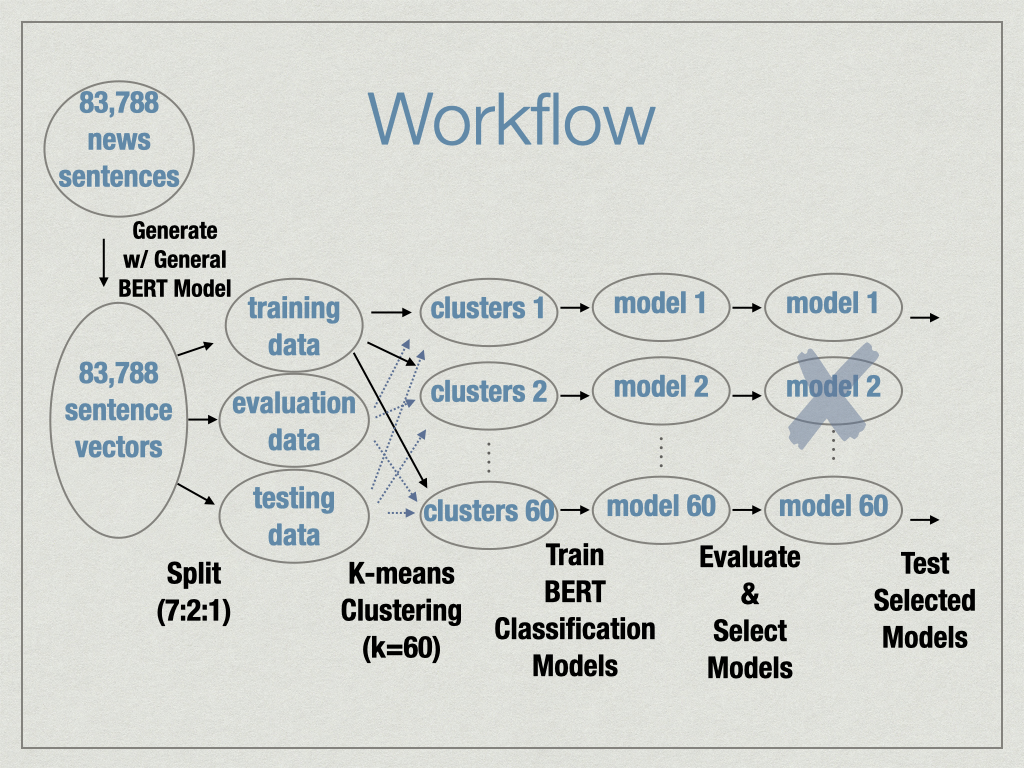 Workflow
83,788
news
sentences
Generate
w/ General
BERT Model
83,788
sentence
vectors
training
data
evaluation
data
testing
data
clusters 1
clusters 2
clusters 60
model 1
model 2
model 60
model 1
model 2
model 60
Split
(7:2:1)
K-means
Clustering
(k=60)
Train
BERT
Classification
Models
Evaluate
&
Select
Models
Test
Selected
Models